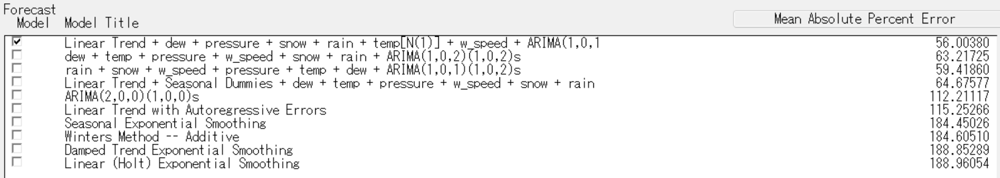 Forecast
Model Model Title Mean Absolute Percent Error
Linear Trend + dew + pressure + snow + rain + temp[N(1)] + w_speed + ARIMA(1,0,1 56.00380
dew + temp + pressure + w_speed + snow + rain + ARIMA(1,0,2)(1,0,2)s 63.21725
rain + snow + w_speed + pressure + temp + dew + ARIMA(1,0,1)(1,0,2)s 59.41860
Linear Trend + Seasonal Dummies + dew + temp + pressure + w_speed + snow + rain 64.67577
ARIMA(2,0,0)(1,0,0)s 112.21117
Linear Trend with Autoregressive Errors 115.25266
Seasonal Exponential Smoothing 184.45026
Winters Method -- Additive 184.60510
Damped Trend Exponential Smoothing 188.85289
Linear (Holt) Exponential Smoothing 188.96054